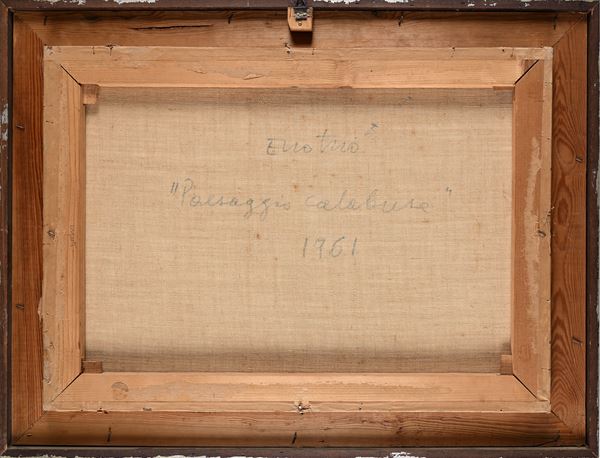 Enotrio
"Paesaggio calabrese"
1961